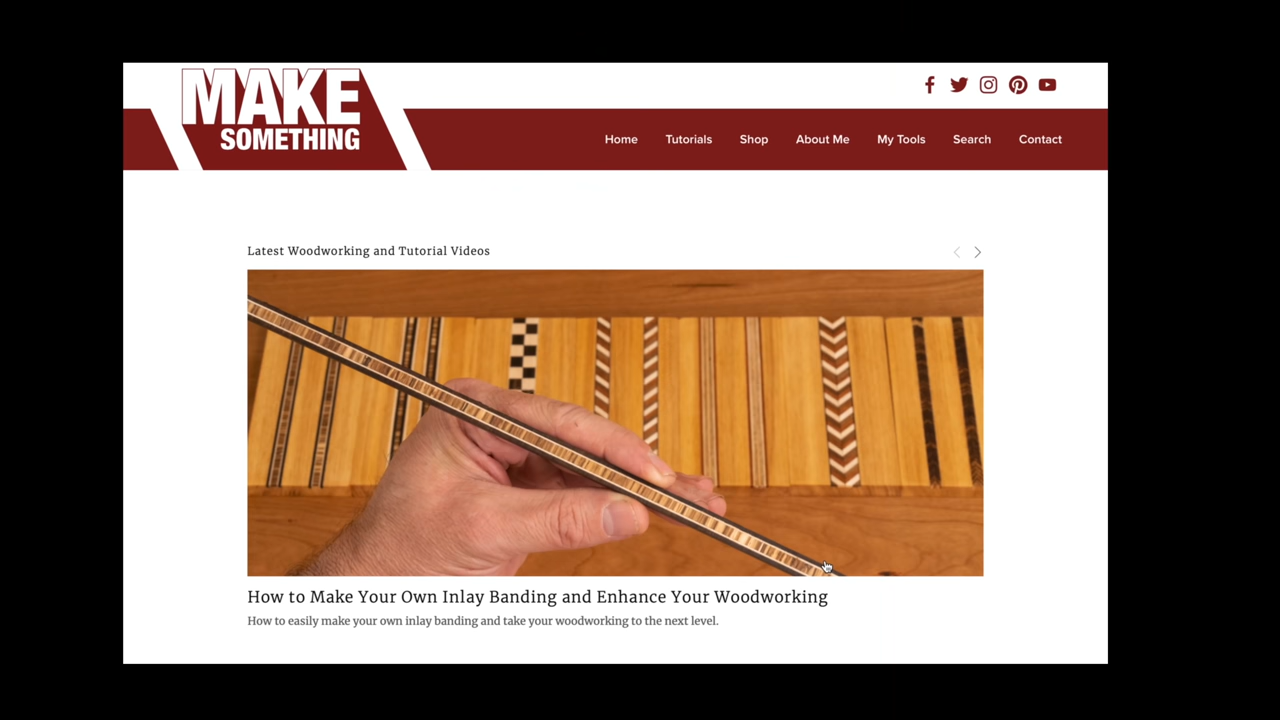 MAKE
SOMETHING
Home Tutorials Shop About Me My Tools Search Contact
Latest Woodworking and Tutorial Videos
How to Make Your Own Inlay Banding and Enhance Your Woodworking
How to easily make your own inlay banding and take your woodworking to the next level.